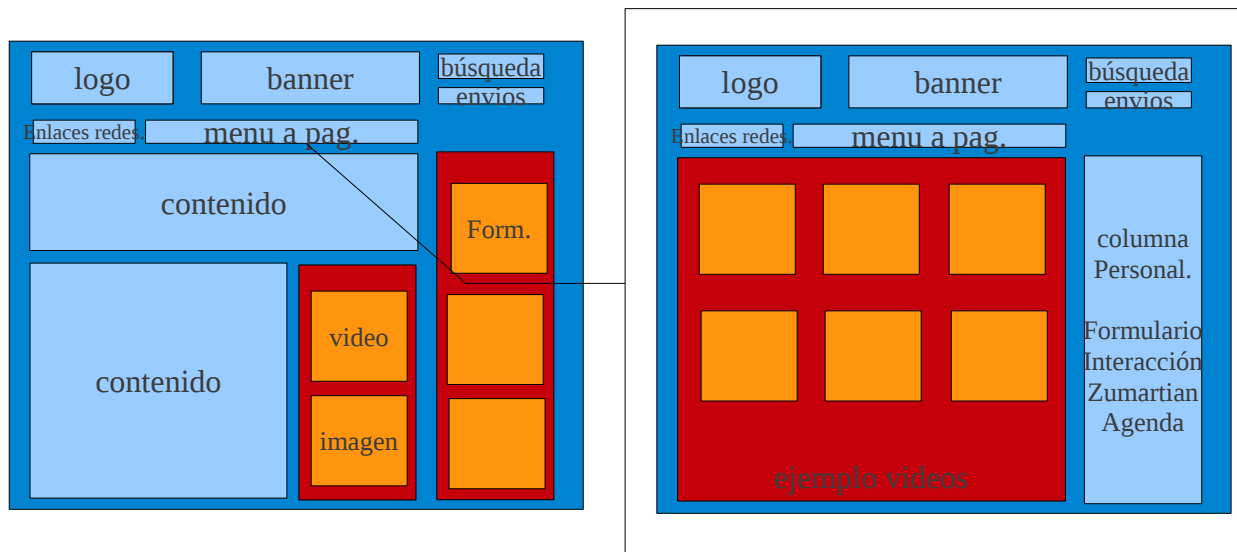 logo
banner
búsqueda
envios
Enlaces redes.
menu a pag.
contenido
Form.
contenido
video
imagen
logo
banner
búsqueda
envios
Enlaces redes.
menu a pag.
columna
Personal.
Formulario
Interacción
Zumartian
Agenda
ejemplo videos